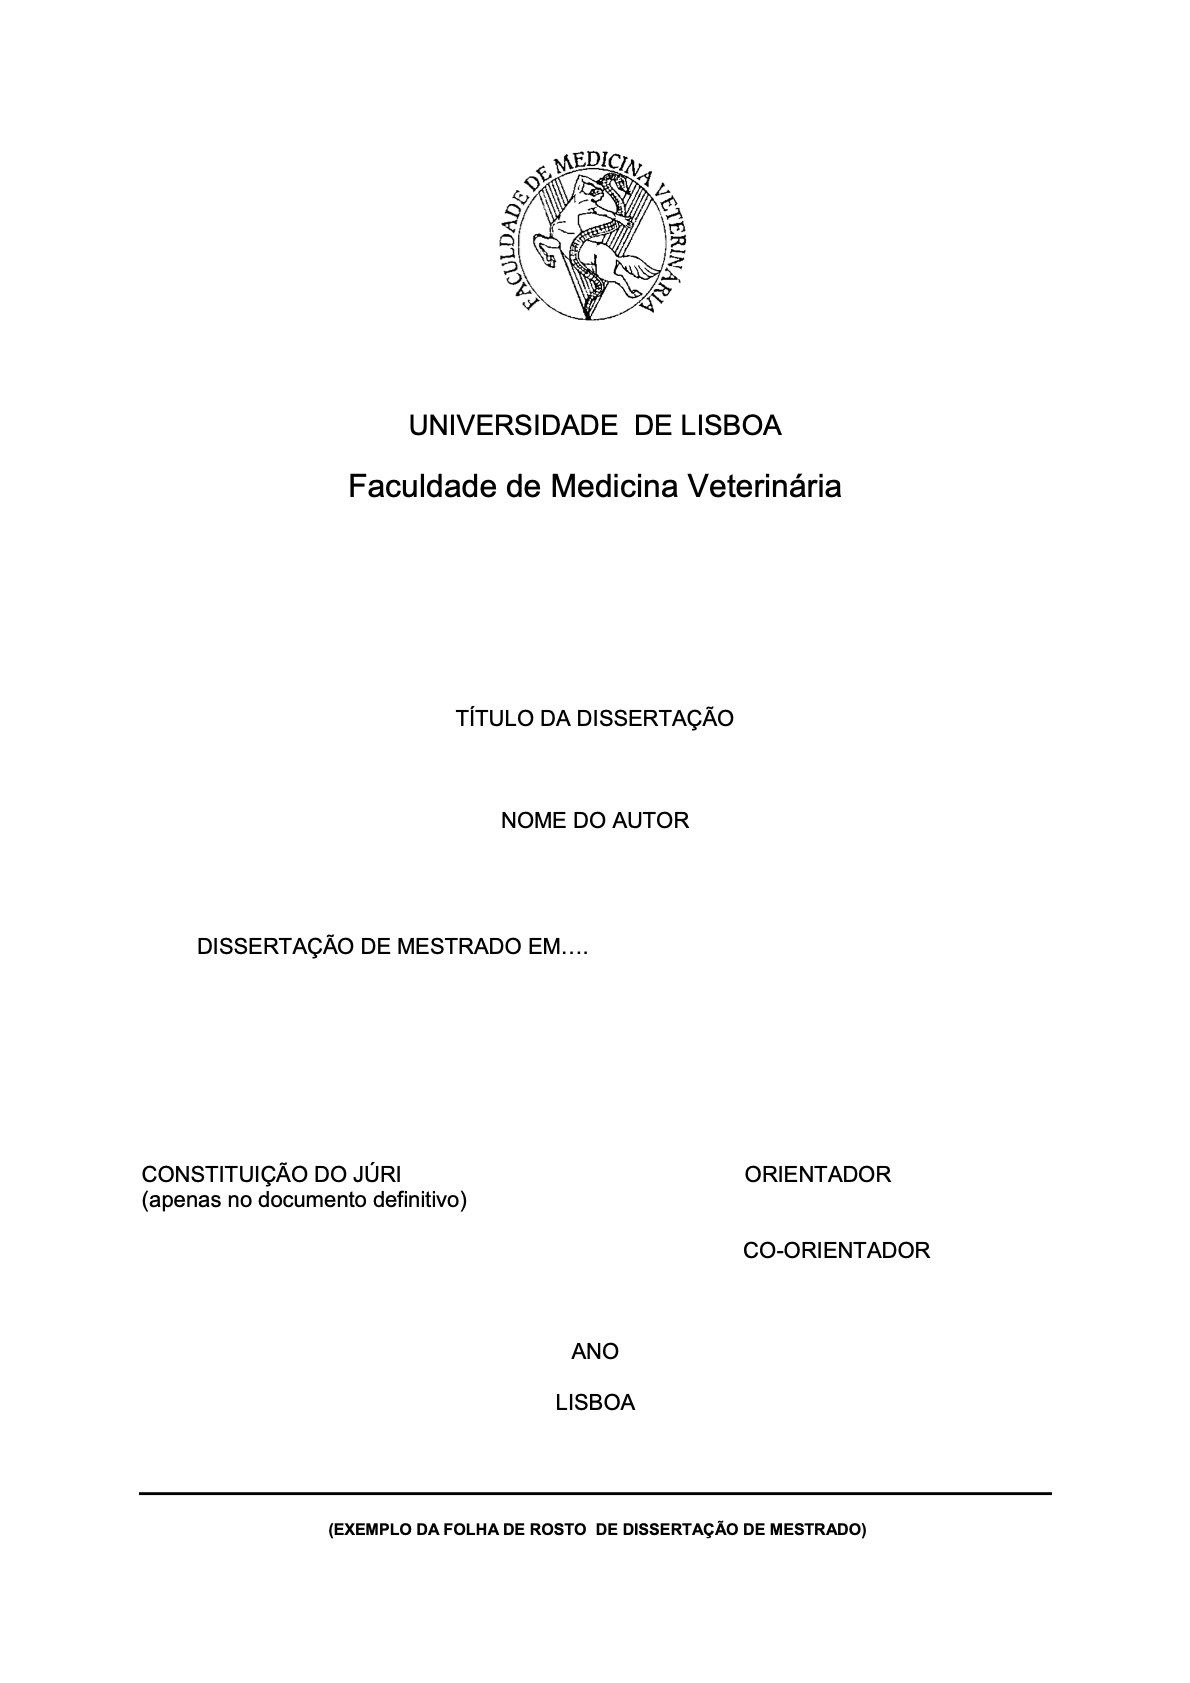 FACULDADE DE MEDICINA VETERINÁRIA
UNIVERSIDADE  DE LISBOA
Faculdade de Medicina Veterinária
TÍTULO DA DISSERTAÇÃO
NOME DO AUTOR
DISSERTAÇÃO DE MESTRADO EM….
CONSTITUIÇÃO DO JÚRI
(apenas no documento definitivo)
ORIENTADOR
CO-ORIENTADOR
ANO
LISBOA
(EXEMPLO DA FOLHA DE ROSTO  DE DISSERTAÇÃO DE MESTRADO)